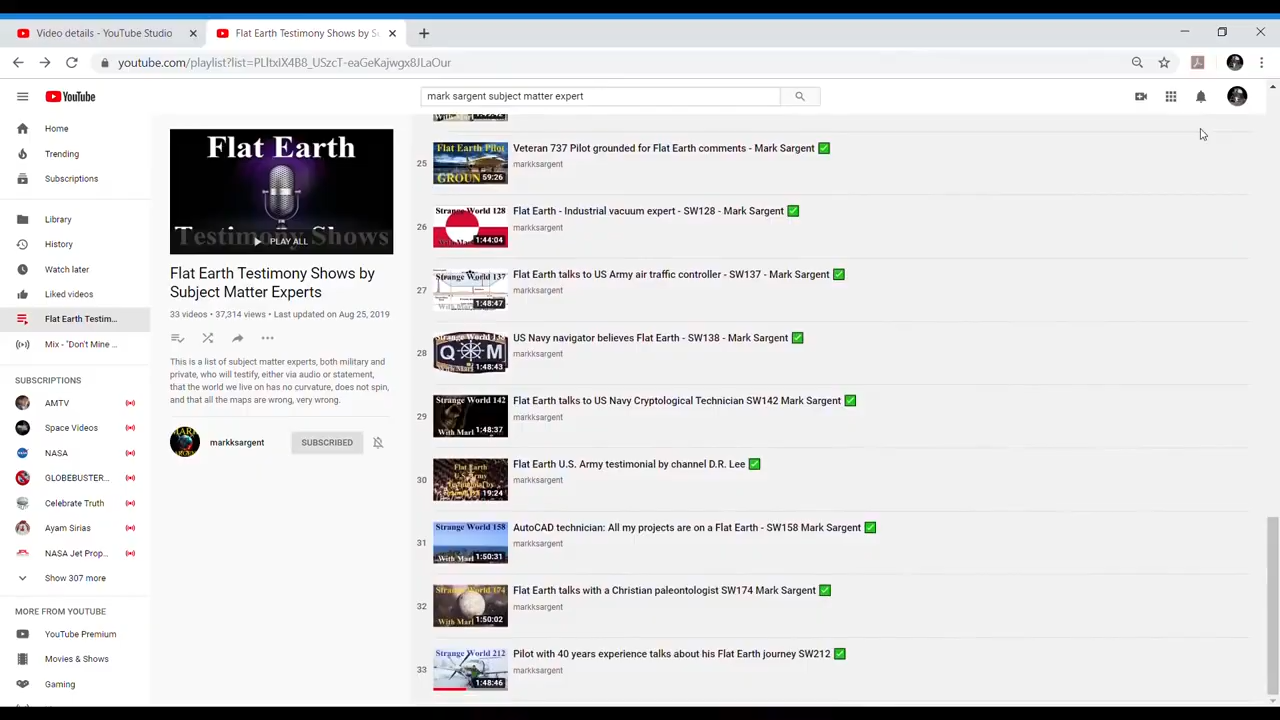 Video details - YouTube Studio
Flat Earth Testimony Shows by Su
youtube.com/playlist?list=PLltxIX4B8_USzcT-eaGeKajwgx8JLaOur
YouTube
mark sargent subject matter expert
Home
Trending
Subscriptions
Library
History
Watch later
Liked videos
Flat Earth Testim...
Mix - "Don't Mine ...
SUBSCRIPTIONS
AMTV
Space Videos
NASA
GLOBEBUSTER...
Celebrate Truth
Ayam Sirias
NASA Jet Prop...
Show 307 more
MORE FROM YOUTUBE
YouTube Premium
Movies & Shows
Gaming
Flat Earth
Testimony Shows
PLAY ALL
Flat Earth Testimony Shows by
Subject Matter Experts
33 videos • 37,347 views • Last updated on Aug 25, 2019
This is a list of subject matter experts, both military and
private, who will testify, either via audio or statement,
that the world we live on has no curvature, does not spin,
and that all the maps are wrong, very wrong.
markksargent
SUBSCRIBED
25
Flat Earth Pilot
GROUN
59:26
Veteran 737 Pilot grounded for Flat Earth comments - Mark Sargent ✅
markksargent
26
Strange World 128
1:44:04
Flat Earth - Industrial vacuum expert - SW128 - Mark Sargent ✅
markksargent
27
Strange World 137
1:48:47
Flat Earth talks to US Army air traffic controller - SW137 - Mark Sargent ✅
markksargent
28
Q M
1:48:43
US Navy navigator believes Flat Earth - SW138 - Mark Sargent ✅
markksargent
29
Strange World 142
With Mar
1:48:37
Flat Earth talks to US Navy Cryptological Technician SW142 Mark Sargent ✅
markksargent
30
Flat Earth
U.S. Army
testimonial by
19:24
Flat Earth U.S. Army testimonial by channel D.R. Lee ✅
markksargent
31
Strange World 158
With Mar
1:50:31
AutoCAD technician: All my projects are on a Flat Earth - SW158 Mark Sargent ✅
markksargent
32
Strange World 174
With Mar
1:50:02
Flat Earth talks with a Christian paleontologist SW174 Mark Sargent ✅
markksargent
33
Strange World 212
1:48:46
Pilot with 40 years experience talks about his Flat Earth journey SW212 ✅
markksargent